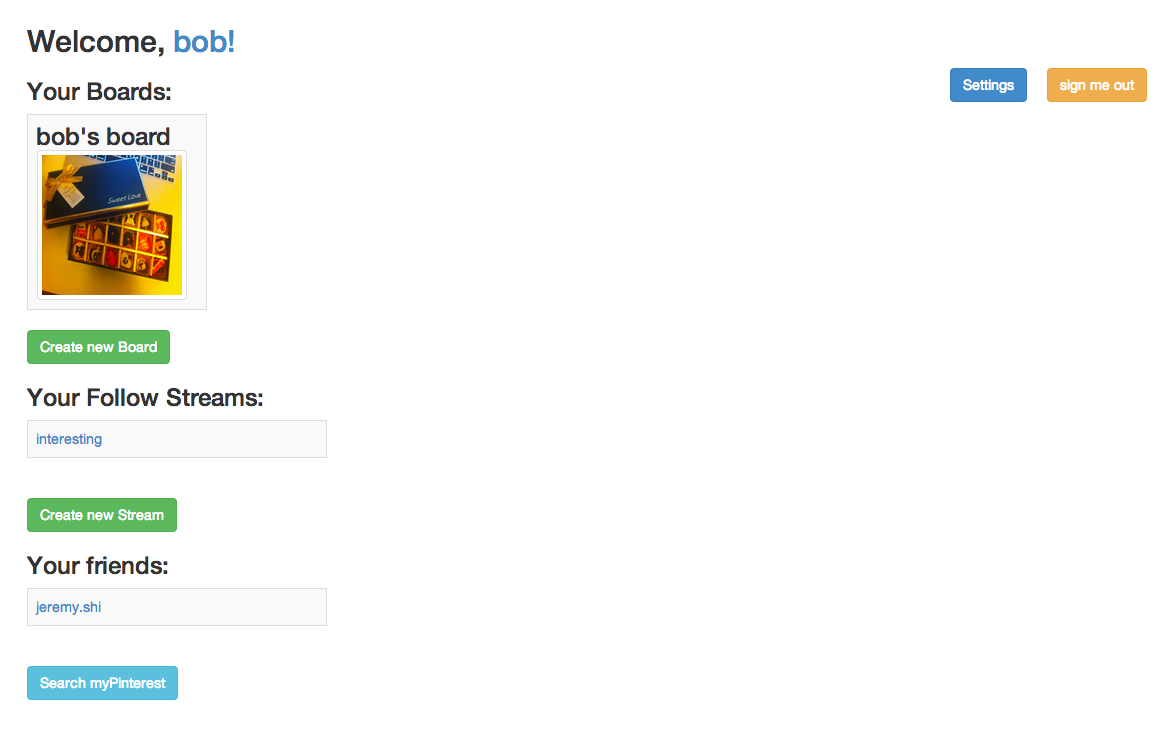 Welcome, bob!
Settings
sign me out
Your Boards:
bob's board
Sweet Love
Create new Board
Your Follow Streams:
interesting
Create new Stream
Your friends:
jeremy.shi
Search myPinterest